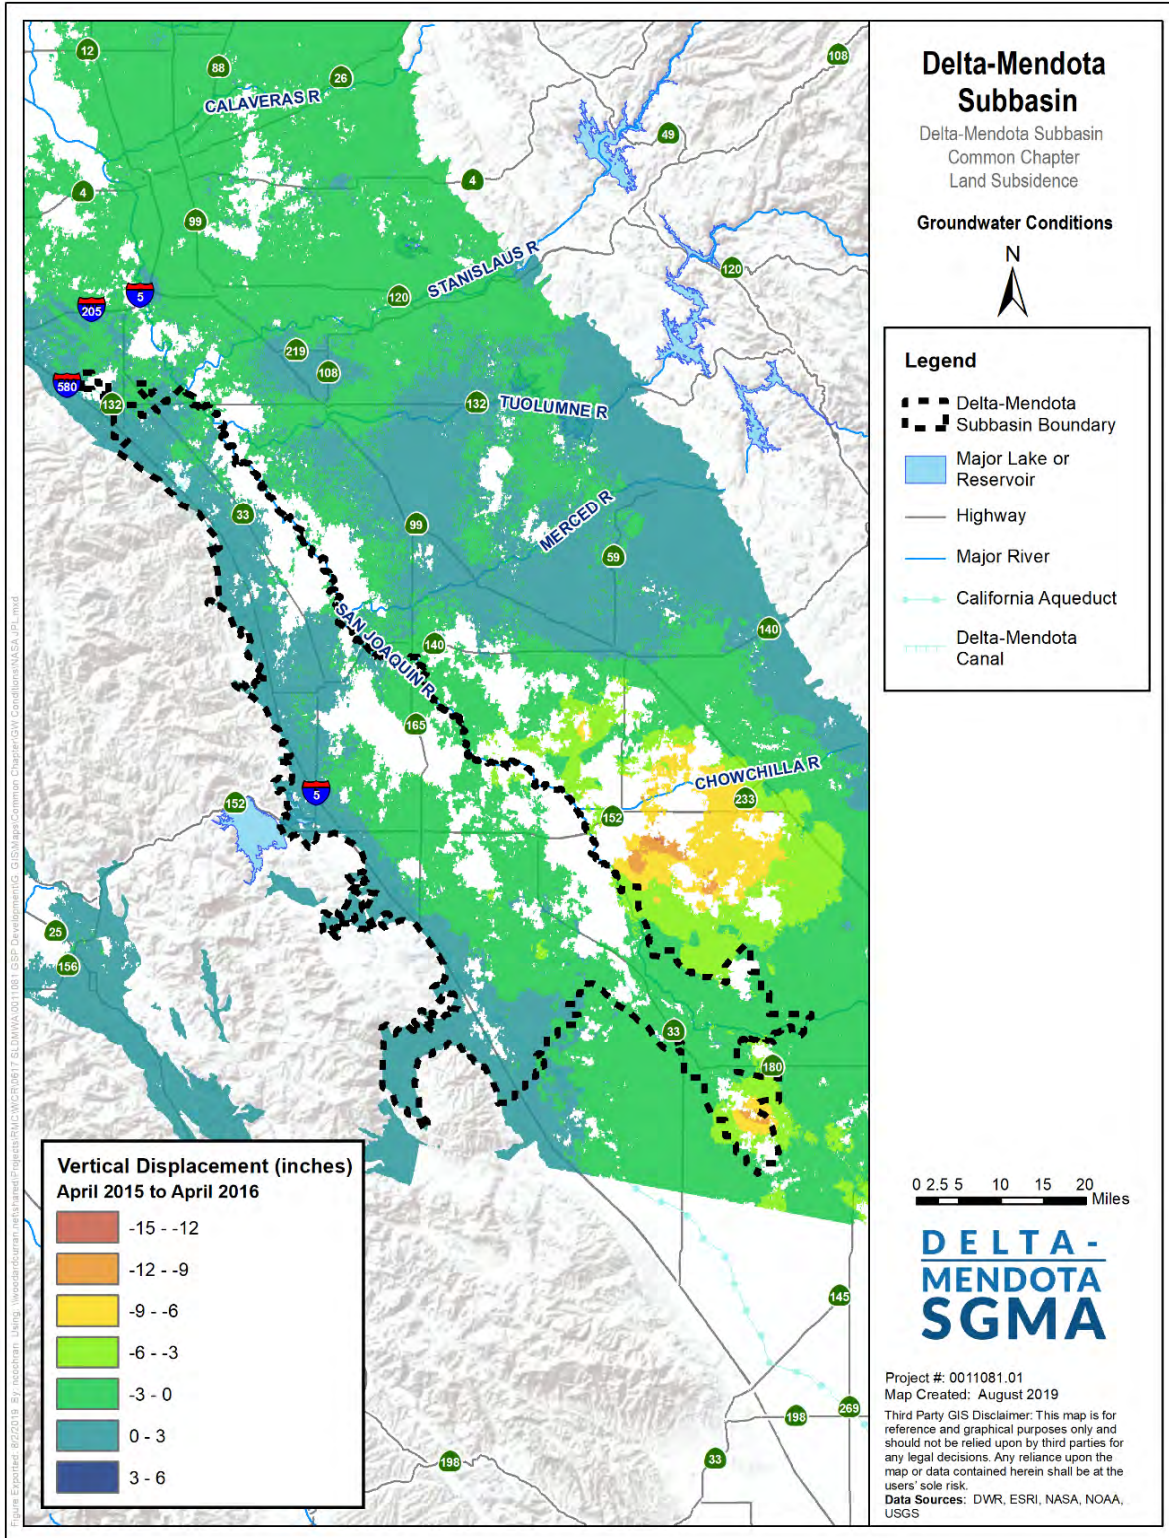 Delta-Mendota
Subbasin
Delta-Mendota Subbasin
Common Chapter
Land Subsidence
Groundwater Conditions
N
Legend
Delta-Mendota
Subbasin Boundary
Major Lake or
Reservoir
Highway
Major River
California Aqueduct
Delta-Mendota
Canal
0 2.5 5 10 15 20
Miles
DELTA-
MENDOTA
SGMA
Project #: 0011081.01
Map Created: August 2019
Third Party GIS Disclaimer: This map is for
reference and graphical purposes only and
should not be relied upon by third parties for
any legal decisions. Any reliance upon the
map or data contained herein shall be at the
users' sole risk.
Data Sources: DWR, ESRI, NASA, NOAA,
USGS
12
88
26
108
CALAVERAS R
49
4
4
99
STANISLAUS R
120
120
5
205
219
108
580
132
132
TUOLUMNE R
33
99
MERCED R
59
SAN JOAQUIN R
140
140
165
CHOWCHILLA R
5
152
233
152
25
156
33
180
145
269
198
198
33
Vertical Displacement (inches)
April 2015 to April 2016
-15 - -12
-12 - -9
-9 - -6
-6 - -3
-3 - 0
0 - 3
3 - 6